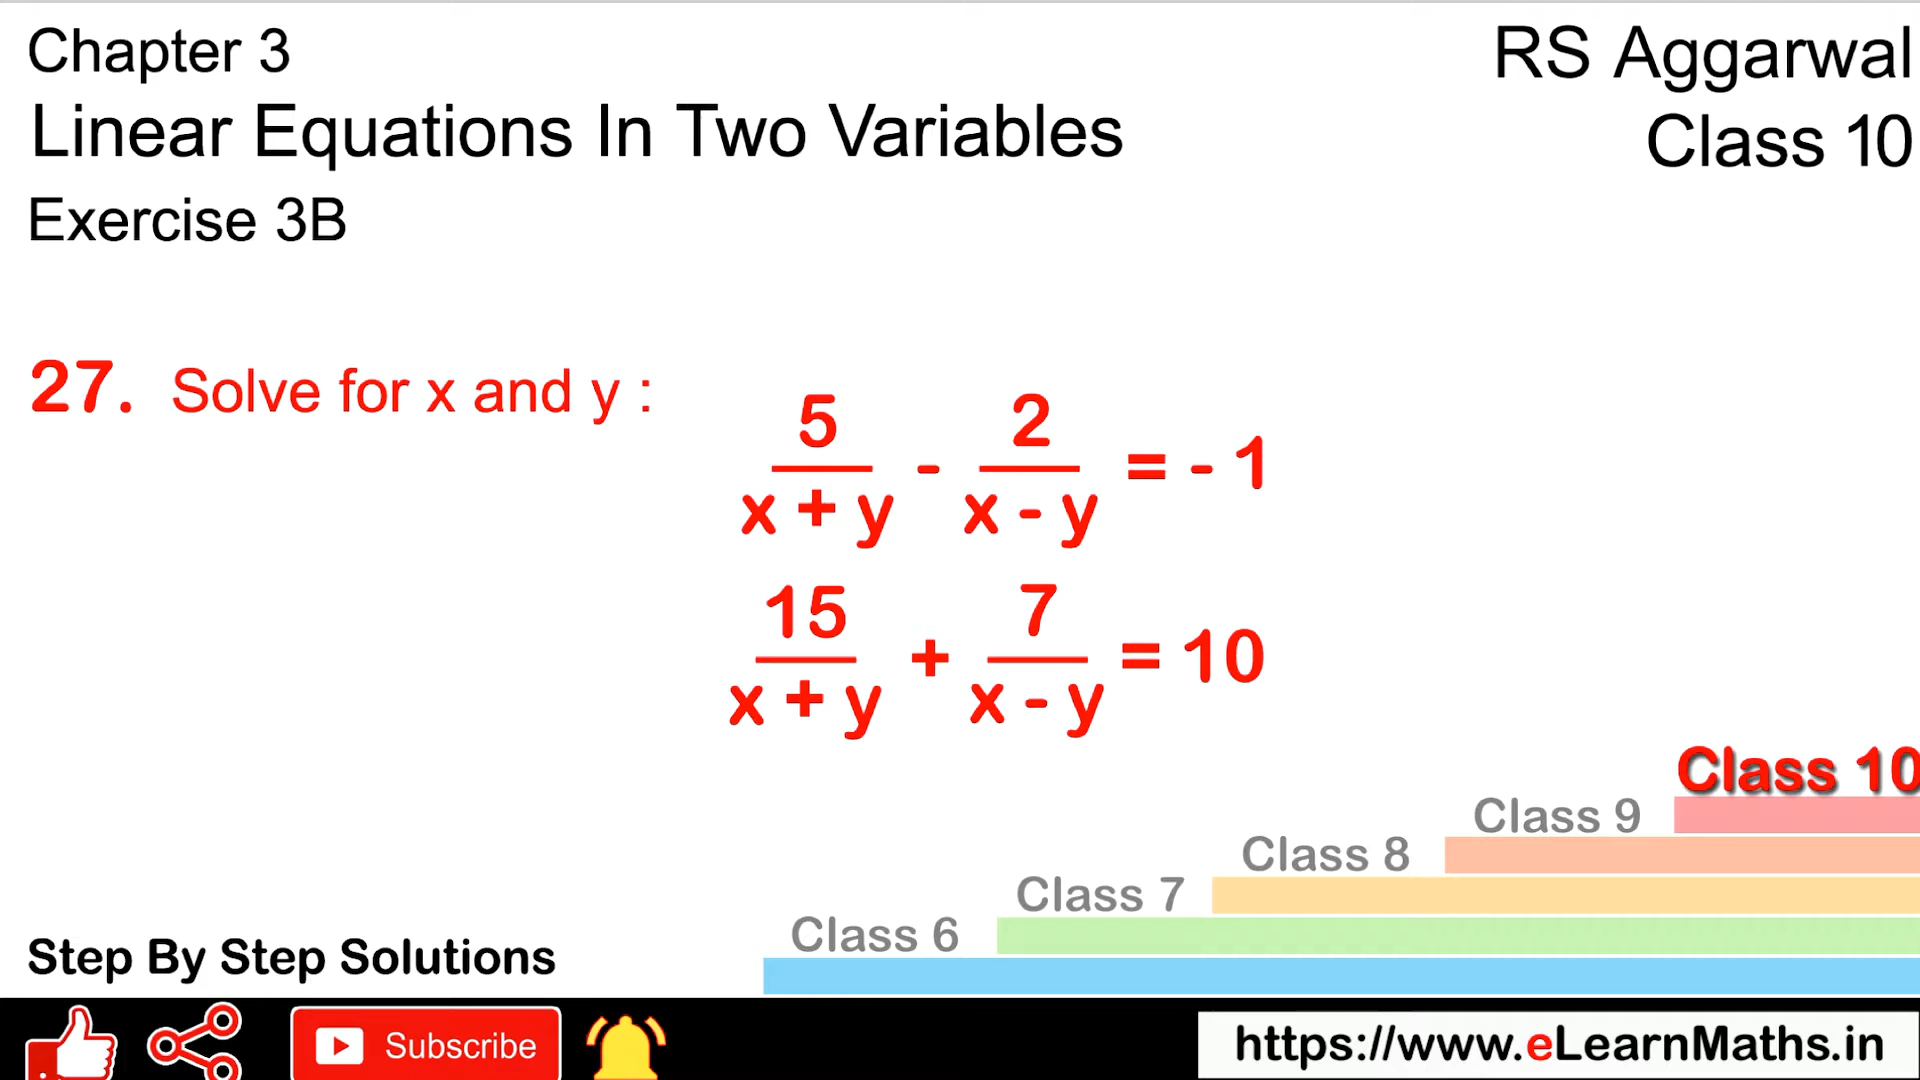 Chapter 3
RS Aggarwal
Linear Equations In Two Variables
Class 10
Exercise 3B
27. Solve for x and y :
5 / x + y - 2 / x - y = - 1
15 / x + y + 7 / x - y = 10
Class 10
Class 9
Class 8
Class 7
Class 6
Step By Step Solutions
Subscribe
https://www.eLearnMaths.in